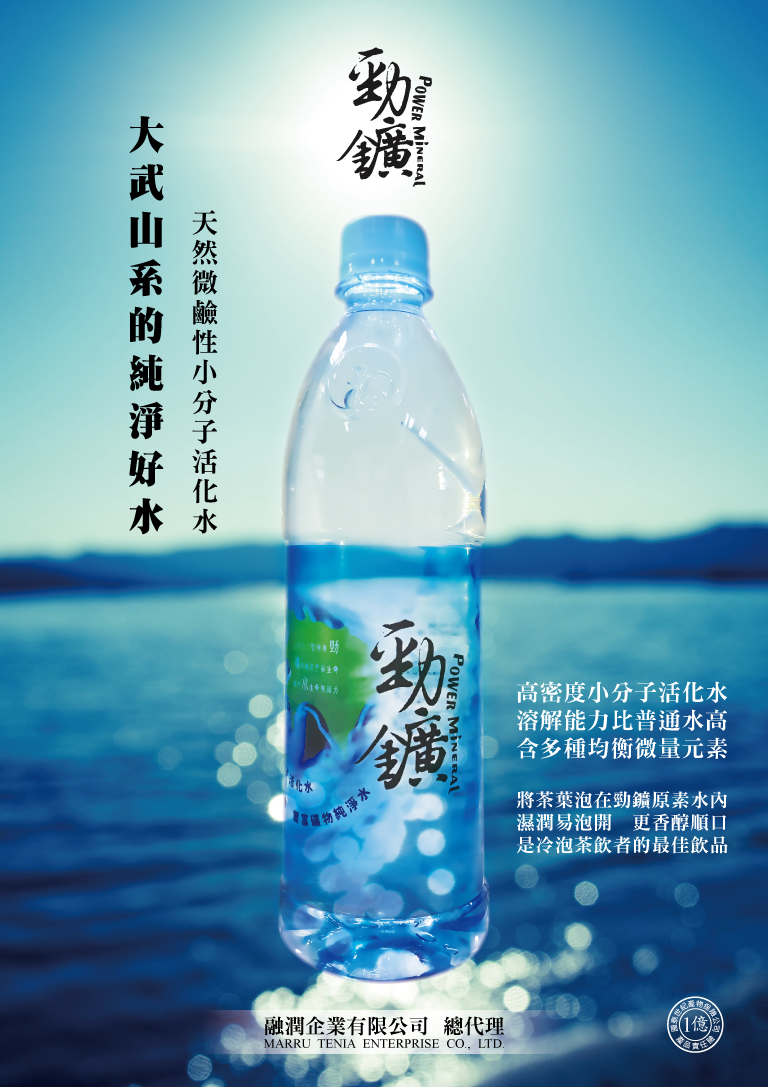 勁鑛
POWER MINERAL
大武山系的純淨好水
天然微鹼性小分子活化水
勁
水
活化水
豐富礦物純淨水
勁鑛
POWER MINERAL
高密度小分子活化水
溶解能力比普通水高
含多種均衡微量元素
將茶葉泡在勁鑛原素水內
濕潤易泡開 更香醇順口
是冷泡茶飲者的最佳飲品
融潤企業有限公司 總代理
MARRU TENIA ENTERPRISE CO., LTD.
1億